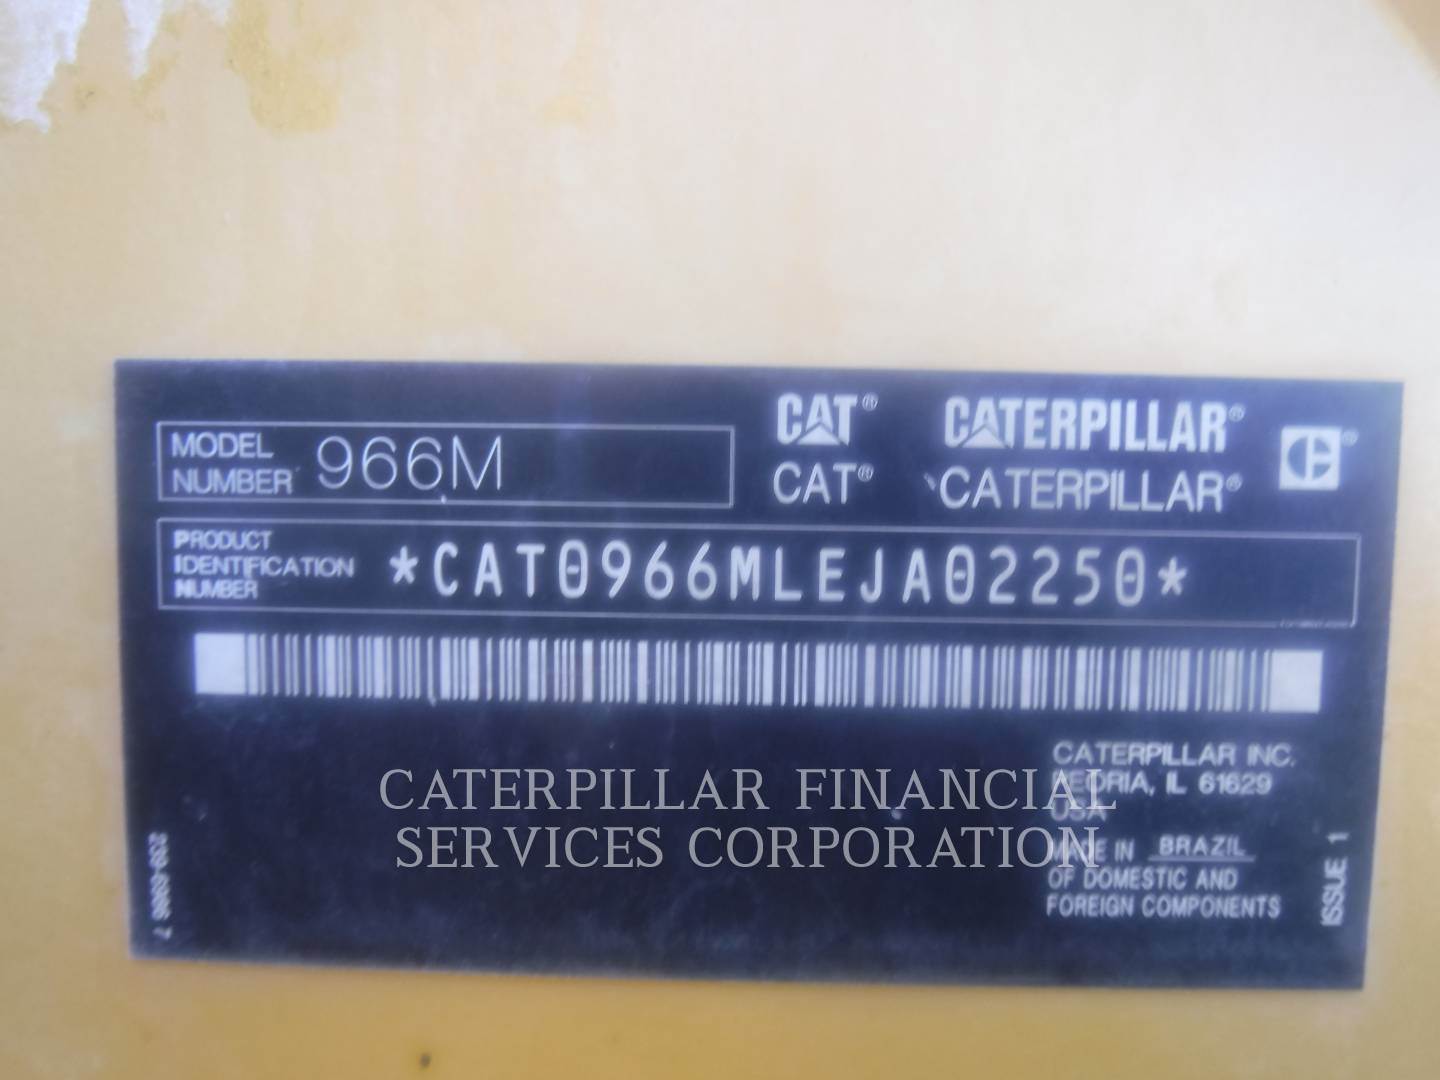 MODEL
NUMBER 966M
CAT® CATERPILLAR®
CAT® CATERPILLAR®
PRODUCT
IDENTIFICATION
NUMBER
*CAT0966MLEJA02250*
CATERPILLAR INC.
PEORIA, IL 61629
USA
MADE IN BRAZIL
OF DOMESTIC AND
FOREIGN COMPONENTS
ISSUE 1
CATERPILLAR FINANCIAL
SERVICES CORPORATION